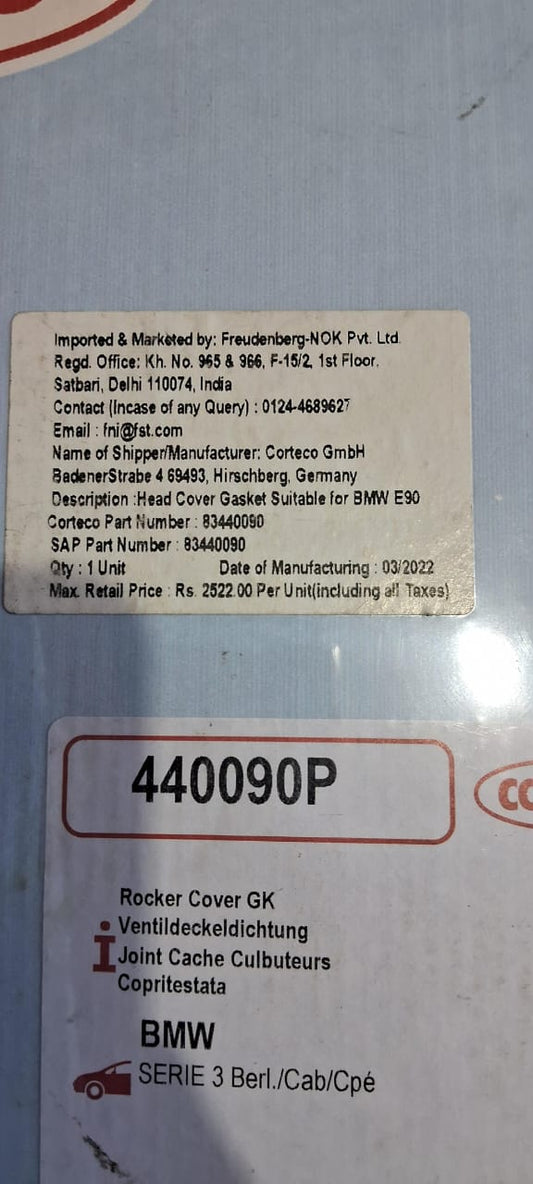 Imported & Marketed by: Freudenberg-NOK Pvt. Ltd.
Regd. Office: Kh. No. 965 & 966, F-15/2, 1st Floor.
Satbari, Delhi 110074, India
Contact (Incase of any Query) : 0124-4689627
Email : fni@fst.com
Name of Shipper/Manufacturer: Corteco GmbH
BadenerStrabe 4 69493, Hirschberg, Germany
Description :Head Cover Gasket Suitable for BMW E90
Corteco Part Number : 83440090
SAP Part Number : 83440090
Qty : 1 Unit Date of Manufacturing : 03/2022
Max. Retail Price : Rs. 2522.00 Per Unit(including all Taxes)
440090P
CO
Rocker Cover GK
Ventildeckeldichtung
Joint Cache Culbuteurs
Copritestata
BMW
SERIE 3 Berl./Cab/Cpé